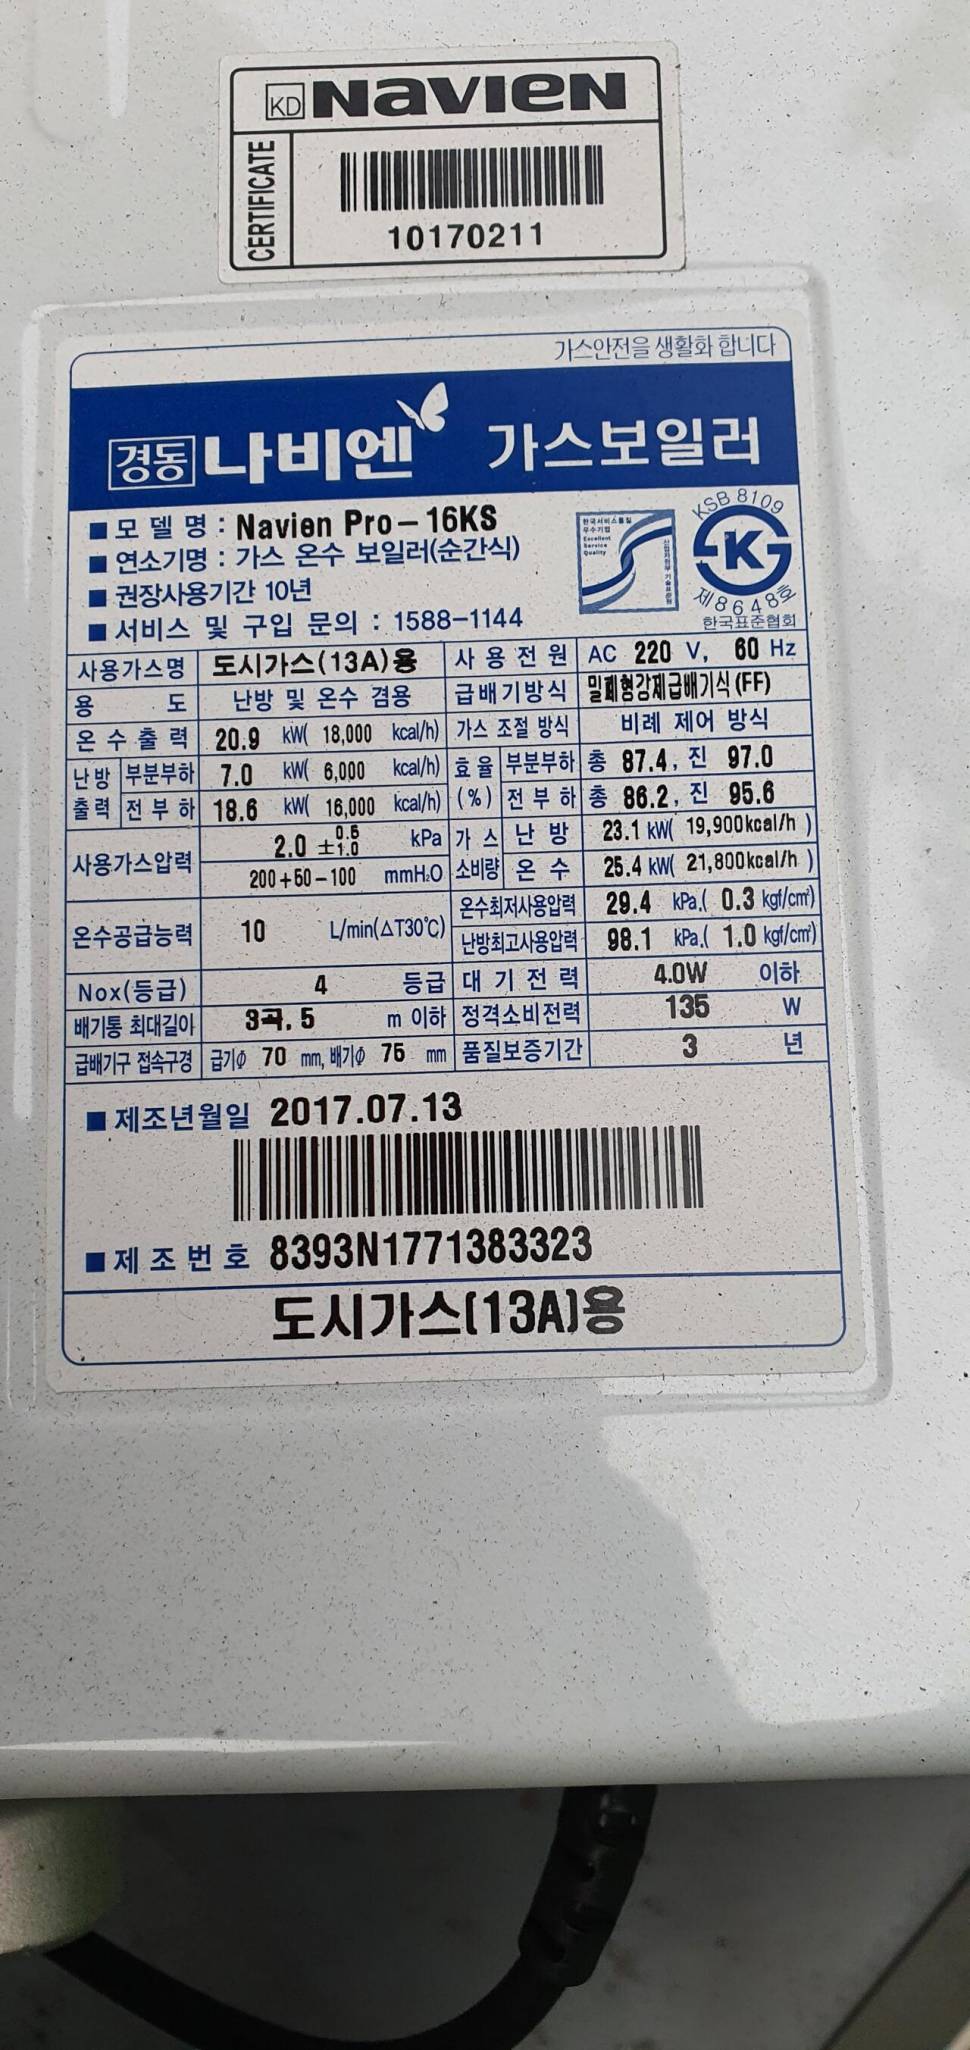 KD NAVIEN
CERTIFICATE
10170211
가스안전을 생활화 합니다
경동 나비엔 가스보일러
■ 모델명 : Navien Pro-16KS
■ 연소기명 : 가스 온수 보일러(순간식)
■ 권장사용기간 10년
■ 서비스 및 구입 문의 : 1588-1144
한국서비스품질
우수기업
Excellent
Service
Quality
KSB 8109
K
제8648호
한국표준협회
사용가스명 도시가스(13A)용 사용전원 AC 220 V, 60 Hz
용도 난방 및 온수 겸용 급배기방식 밀폐형강제급배기식(FF)
온수출력 20.9 kW( 18,000 kcal/h) 가스 조절 방식 비례 제어 방식
난방 출력 부분부하 7.0 kW( 6,000 kcal/h) 효율 (%) 부분부하 총 87.4, 진 97.0
전부하 18.6 kW( 16,000 kcal/h) 전부하 총 86.2, 진 95.6
사용가스압력 2.0 ±0.5 1.0 kPa 가스 소비량 난방 23.1 kW( 19,900kcal/h )
200+50-100 mmH₂O 온수 25.4 kW( 21,800kcal/h )
온수공급능력 10 L/min(△T30℃) 온수최저사용압력 29.4 kPa.( 0.3 kgf/cm²)
난방최고사용압력 98.1 kPa.( 1.0 kgf/cm²)
Nox(등급) 4 등급 대기전력 4.0W 이하
배기통 최대길이 3곡. 5 m 이하 정격소비전력 135 W
급배기구 접속구경 급기Φ 70 mm, 배기Φ 75 mm 품질보증기간 3 년
■ 제조년월일 2017.07.13
■ 제조번호 8393N1771383323
도시가스(13A)용